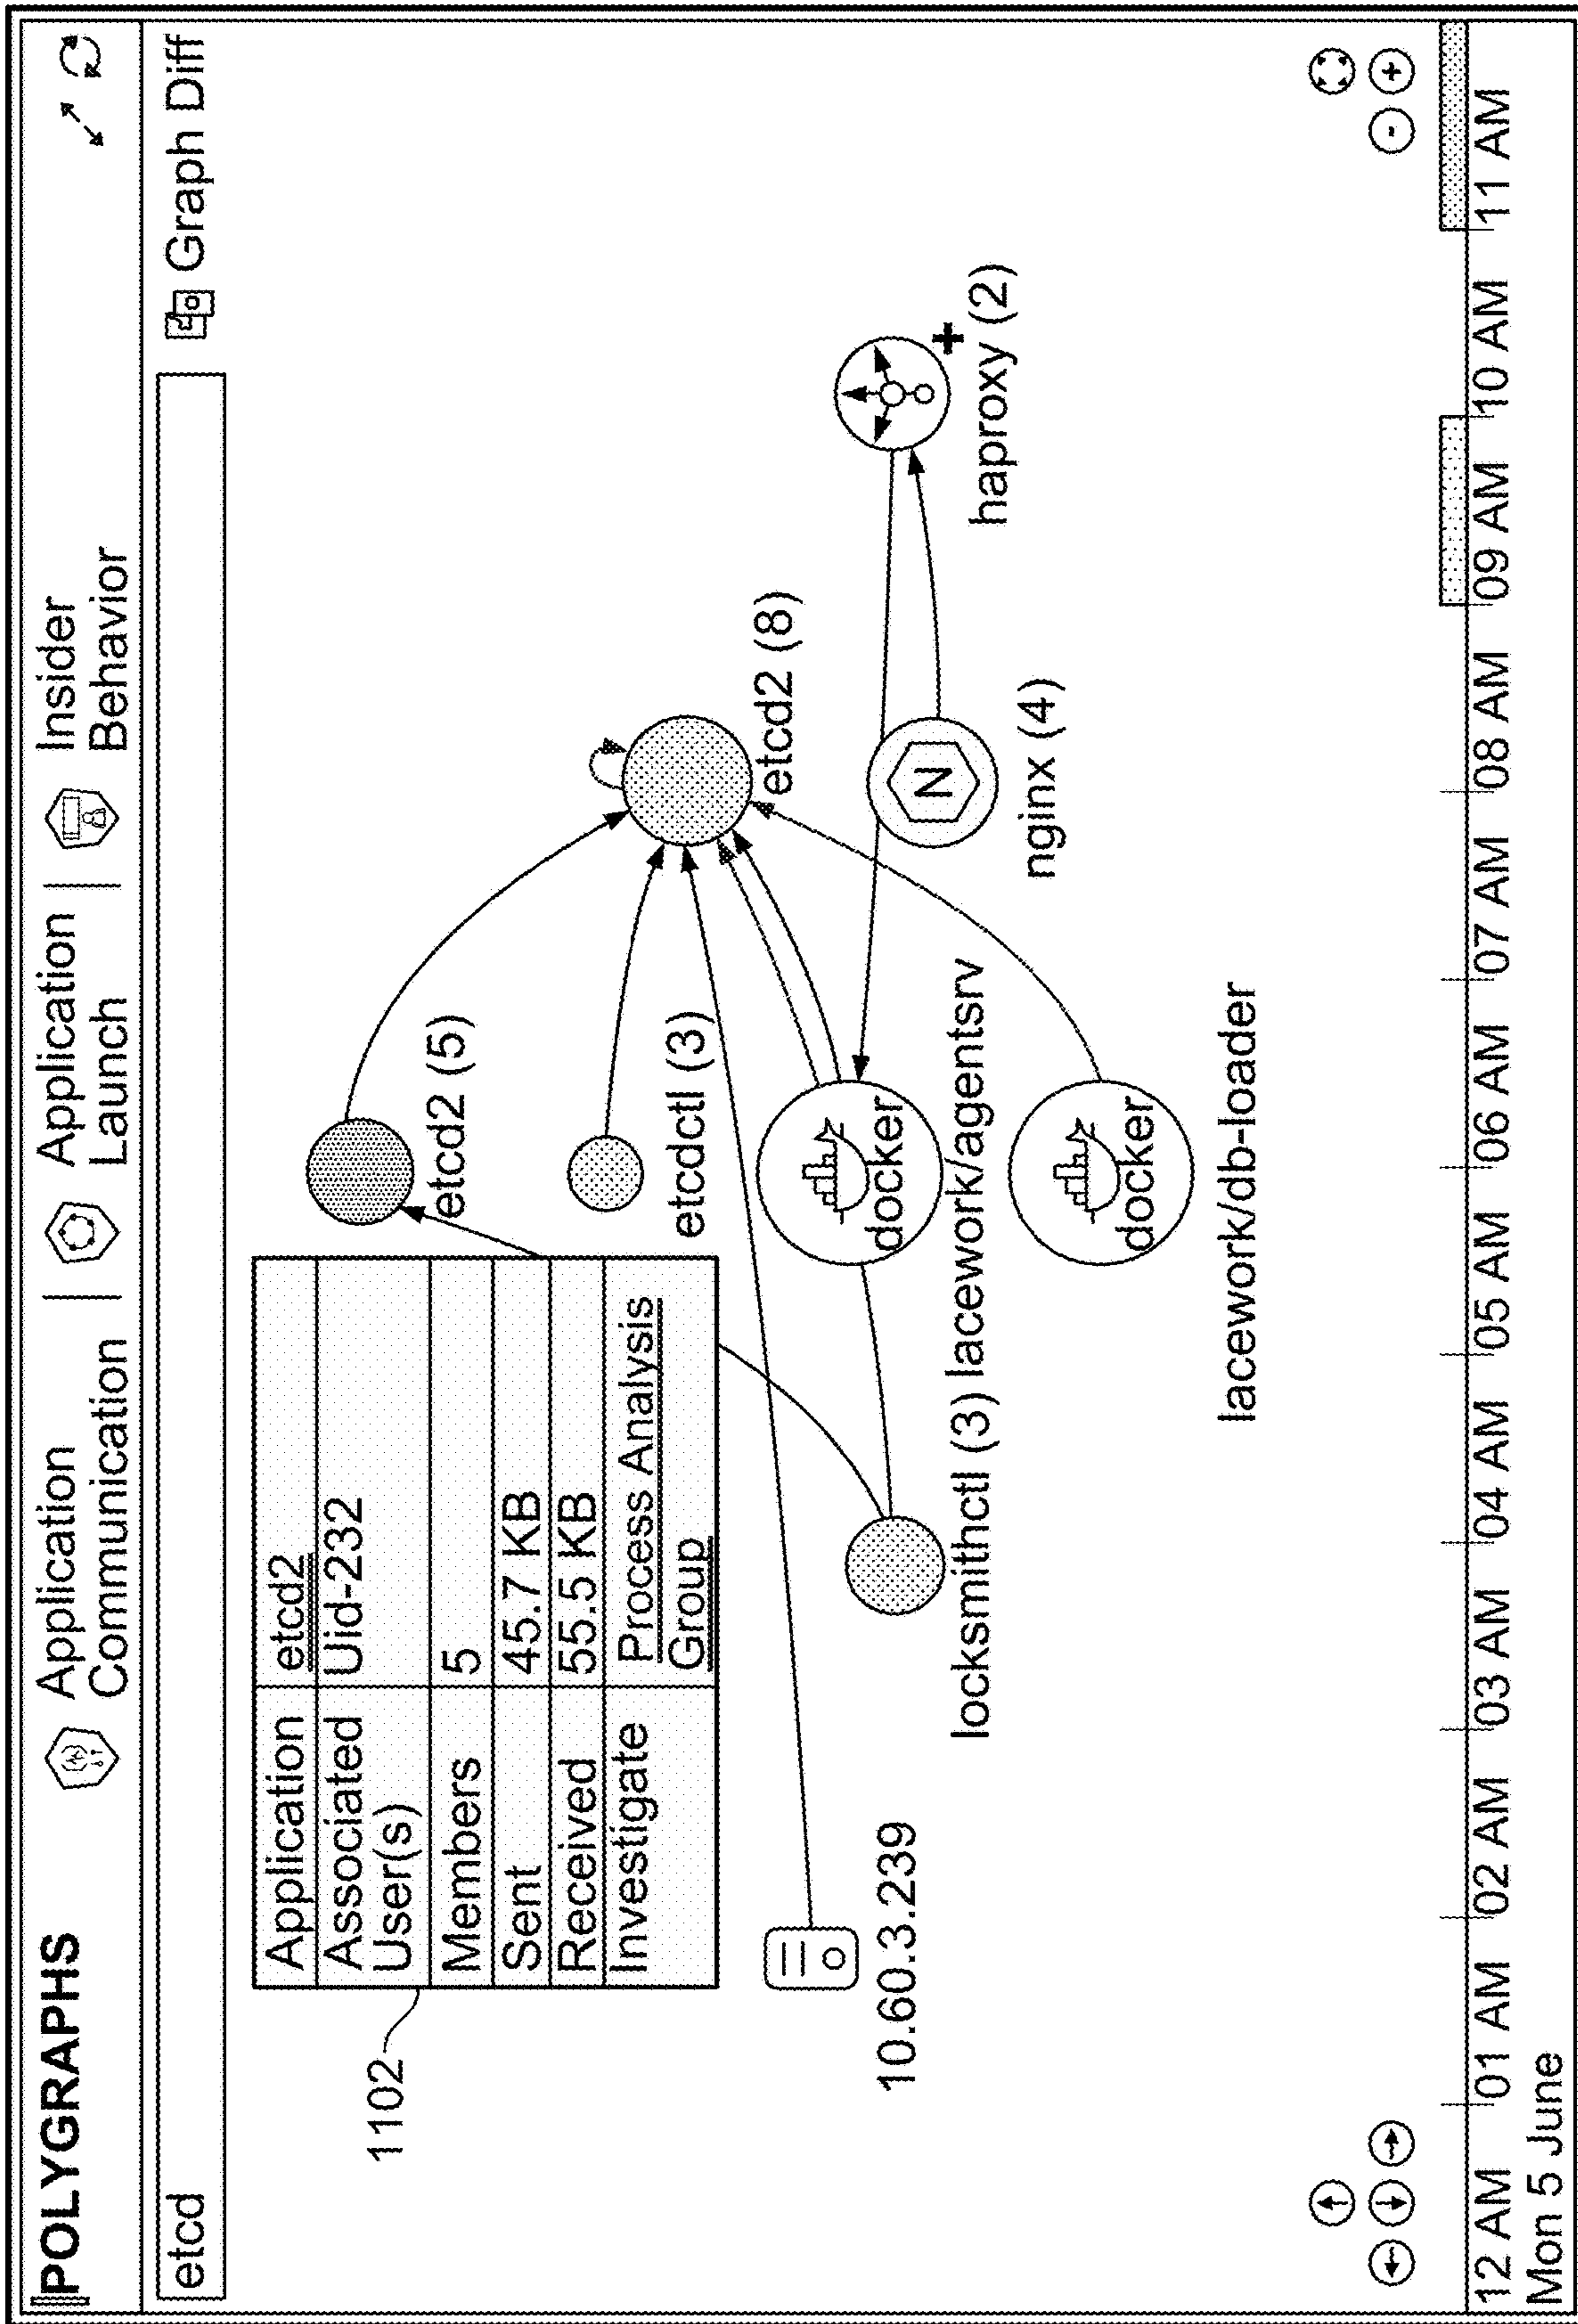 POLYGRAPHS
Application
Communication
Application
Launch
Insider
Behavior
etcd
Graph Diff
1102
Application etcd2
Associated Uid-232
User(s)
Members 5
Sent 45.7 KB
Received 55.5 KB
Investigate Process Analysis
Group
etcd2 (5)
etcdctl (3)
etcd2 (8)
docker
N
haproxy (2)
10.60.3.239
locksmithctl (3) lacework/agentsrv
nginx (4)
docker
lacework/db-loader
- +
12 AM 01 AM 02 AM 03 AM 04 AM 05 AM 06 AM 07 AM 08 AM 09 AM 10 AM 11 AM
Mon 5 June